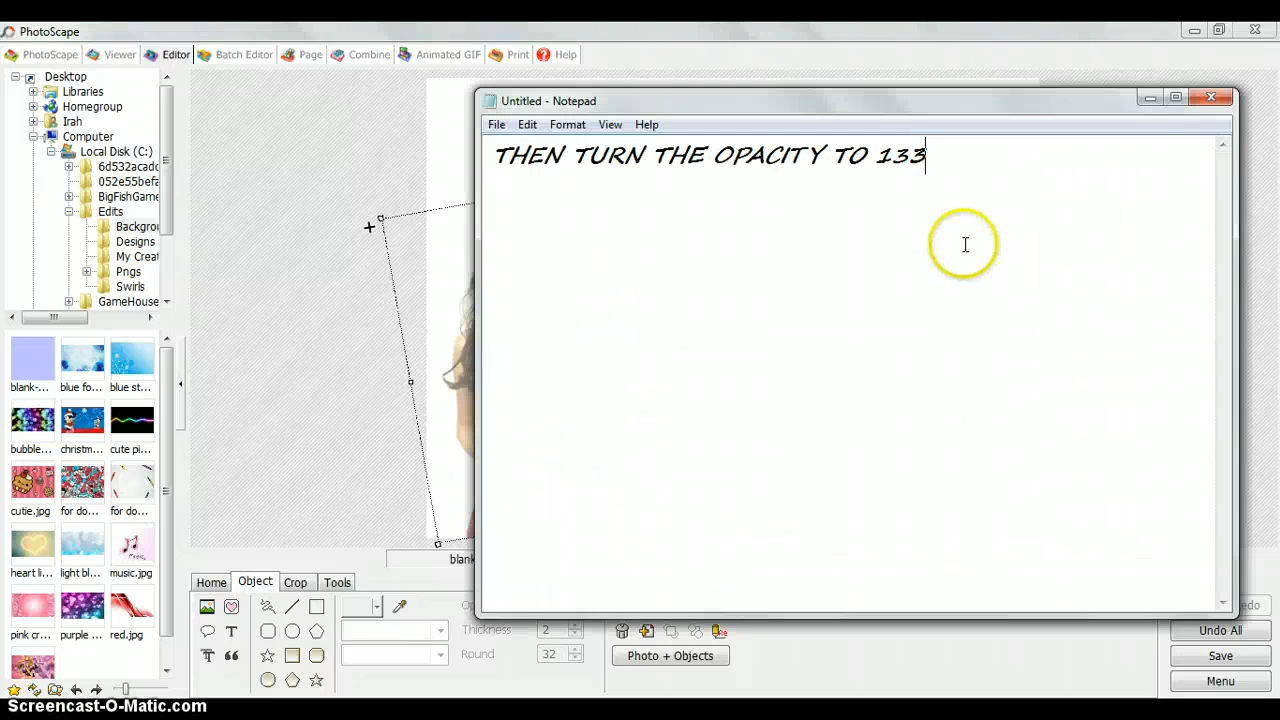 PhotoScape
PhotoScape Viewer Editor Batch Editor Page Combine Animated GIF Print Help
Desktop
Libraries
Homegroup
Irah
Computer
Local Disk (C:)
6d532acadc
052e55befa
BigFishGame
Edits
Backgrou
Designs
My Creat
Pngs
Swirls
GameHouse
blank-... blue fo... blue st...
bubble... christm... cute pi...
cutie.jpg for do... for do...
heart li... light bl... music.jpg
pink cr... purple ... red.jpg
Untitled - Notepad
File Edit Format View Help
THEN TURN THE OPACITY TO 133
blank
Home Object Crop Tools
Thickness 2
Round 32
Photo + Objects
Undo All
Save
Menu
Screencast-O-Matic.com